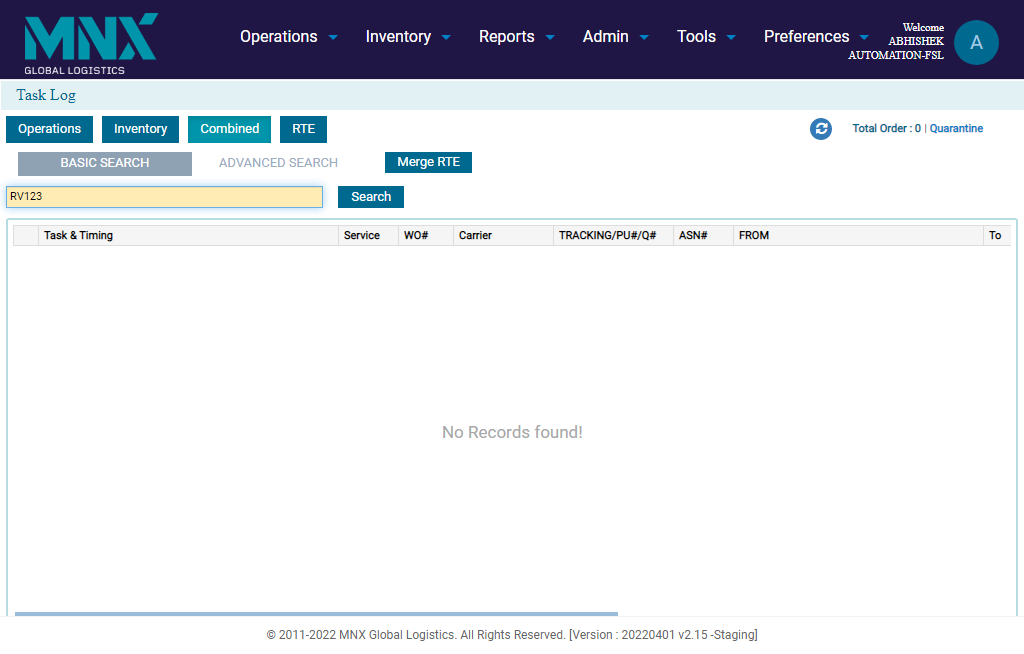 MNX
GLOBAL LOGISTICS
Operations Inventory Reports Admin Tools Preferences
Welcome
ABHISHEK
AUTOMATION-FSL
A
Task Log
Operations Inventory Combined RTE
Total Order : 0 | Quarantine
BASIC SEARCH ADVANCED SEARCH Merge RTE
RV123 Search
Task & Timing Service WO# Carrier TRACKING/PU#/Q# ASN# FROM To
No Records found!
© 2011-2022 MNX Global Logistics. All Rights Reserved. [Version : 20220401 v2.15 -Staging]